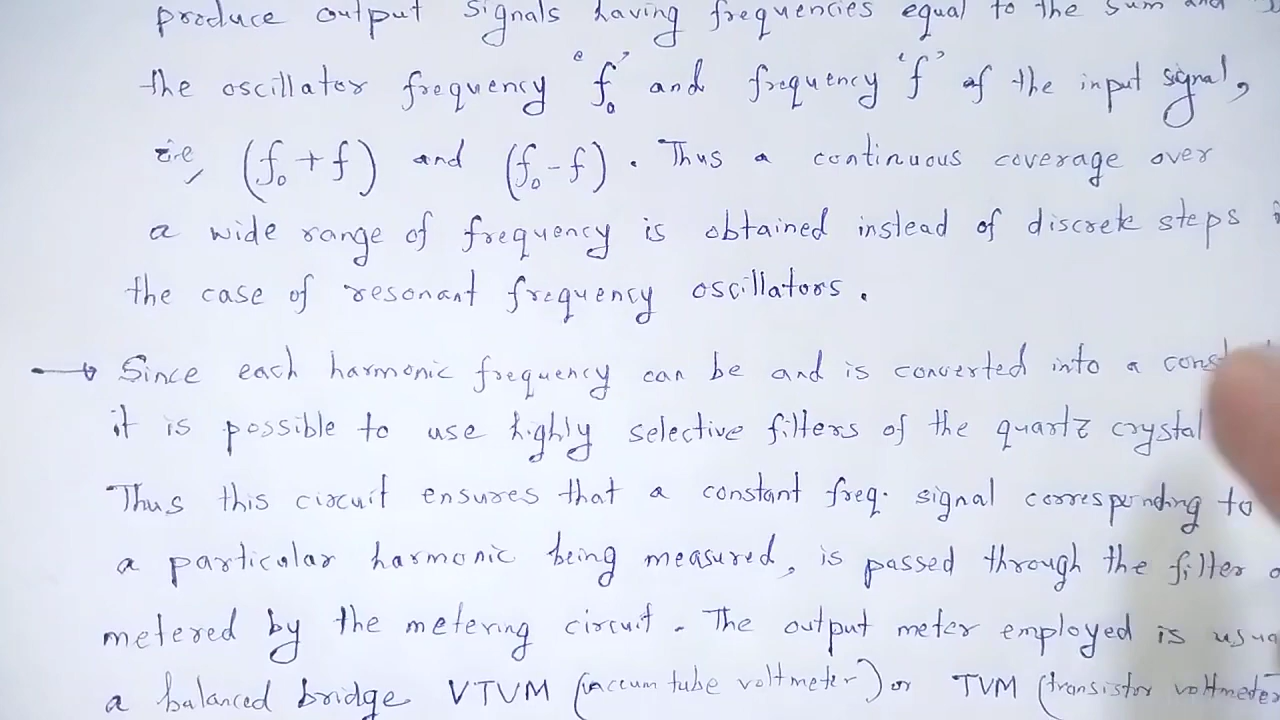 produce output signals having frequencies equal to the sum and
the oscillator frequency 'f₀' and frequency 'f' of the input signal,
i.e, (f₀ + f) and (f₀ - f). Thus a continuous coverage over
a wide range of frequency is obtained instead of discrete steps
the case of resonant frequency oscillators.
→ Since each harmonic frequency can be and is converted into a
it is possible to use highly selective filters of the quartz crystal
Thus this circuit ensures that a constant freq. signal corresponding to
a particular harmonic being measured, is passed through the filter
metered by the metering circuit. The output meter employed is
a balanced bridge VTVM (vaccum tube voltmeter) or TVM (transistor voltmeter